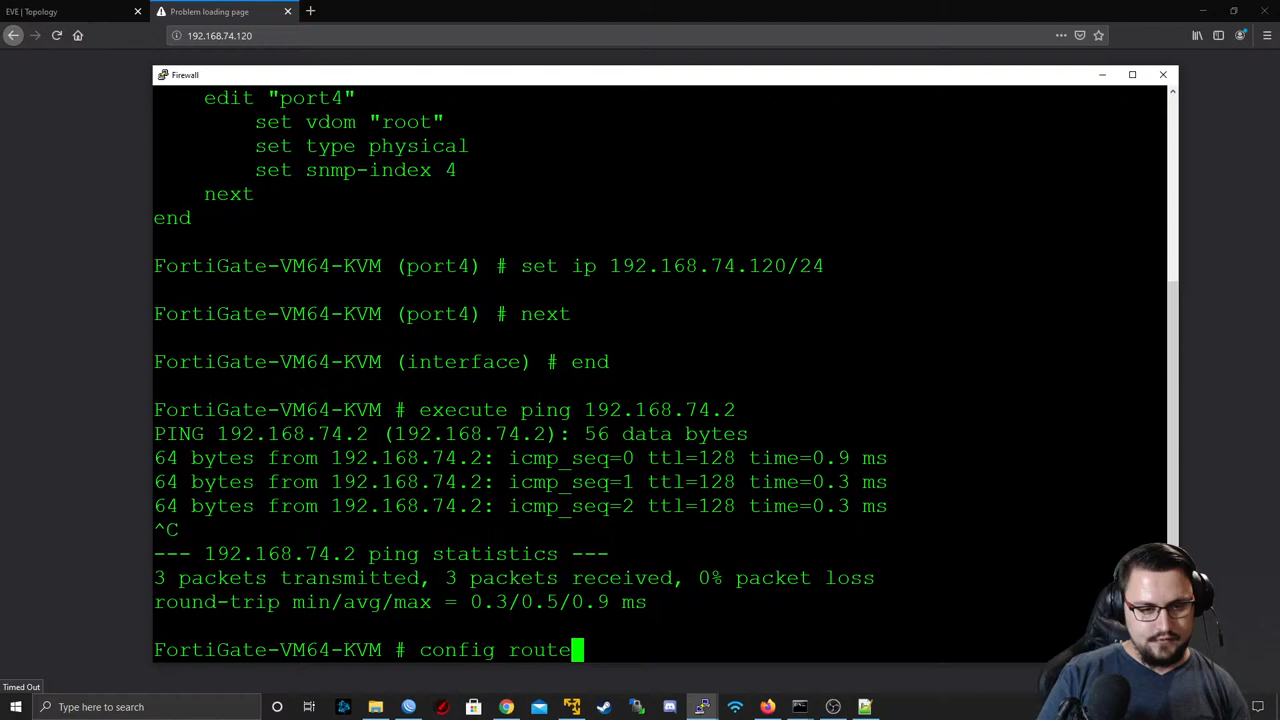 EVE | Topology
Problem loading page
192.168.74.120
Firewall
edit "port4"
set vdom "root"
set type physical
set snmp-index 4
next
end
FortiGate-VM64-KVM (port4) # set ip 192.168.74.120/24
FortiGate-VM64-KVM (port4) # next
FortiGate-VM64-KVM (interface) # end
FortiGate-VM64-KVM # execute ping 192.168.74.2
PING 192.168.74.2 (192.168.74.2): 56 data bytes
64 bytes from 192.168.74.2: icmp_seq=0 ttl=128 time=0.9 ms
64 bytes from 192.168.74.2: icmp_seq=1 ttl=128 time=0.3 ms
64 bytes from 192.168.74.2: icmp_seq=2 ttl=128 time=0.3 ms
^C
--- 192.168.74.2 ping statistics ---
3 packets transmitted, 3 packets received, 0% packet loss
round-trip min/avg/max = 0.3/0.5/0.9 ms
FortiGate-VM64-KVM # config route
Timed Out
Type here to search